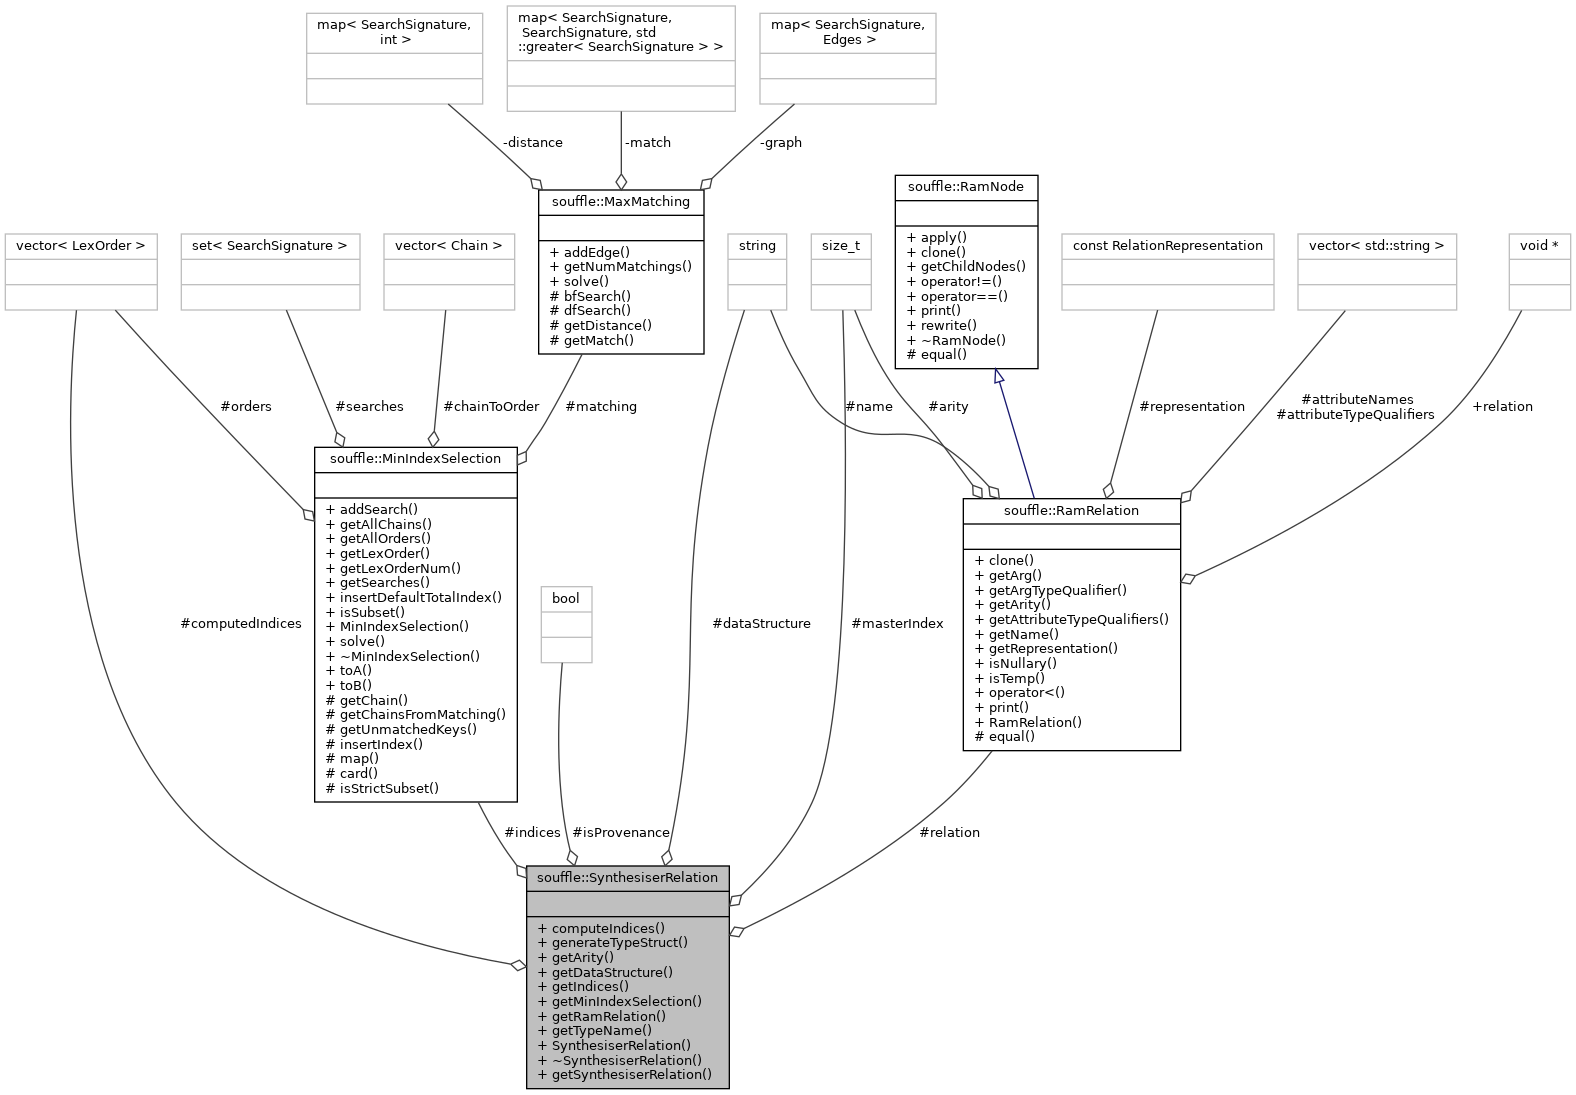 map< SearchSignature,
int >
map< SearchSignature,
SearchSignature, std
::greater< SearchSignature > >
map< SearchSignature,
Edges >
-distance
-match
-graph
souffle::MaxMatching
+ addEdge()
+ getNumMatchings()
+ solve()
# bfSearch()
# dfSearch()
# getDistance()
# getMatch()
souffle::RamNode
+ apply()
+ clone()
+ getChildNodes()
+ operator!=()
+ operator==()
+ print()
+ rewrite()
+ ~RamNode()
# equal()
vector< LexOrder >
set< SearchSignature >
vector< Chain >
string
size_t
const RelationRepresentation
vector< std::string >
void *
#orders
#searches
#chainToOrder
#matching
#name
#arity
#representation
#attributeNames
#attributeTypeQualifiers
+relation
souffle::MinIndexSelection
+ addSearch()
+ getAllChains()
+ getAllOrders()
+ getLexOrder()
+ getLexOrderNum()
+ getSearches()
+ insertDefaultTotalIndex()
+ isSubset()
+ MinIndexSelection()
+ solve()
+ ~MinIndexSelection()
+ toA()
+ toB()
# getChain()
# getChainsFromMatching()
# getUnmatchedKeys()
# insertIndex()
# map()
# card()
# isStrictSubset()
souffle::RamRelation
+ clone()
+ getArg()
+ getArgTypeQualifier()
+ getArity()
+ getAttributeTypeQualifiers()
+ getName()
+ getRepresentation()
+ isNullary()
+ isTemp()
+ operator<()
+ print()
+ RamRelation()
# equal()
bool
#computedIndices
#dataStructure
#masterIndex
#indices
#isProvenance
#relation
souffle::SynthesiserRelation
+ computeIndices()
+ generateTypeStruct()
+ getArity()
+ getDataStructure()
+ getIndices()
+ getMinIndexSelection()
+ getRamRelation()
+ getTypeName()
+ SynthesiserRelation()
+ ~SynthesiserRelation()
+ getSynthesiserRelation()